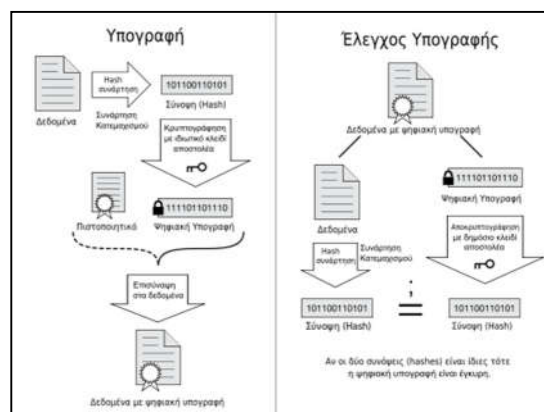 Υπογραφή
Δεδομένα
Hash
συνάρτηση
Συνάρτηση
Κατεμαχισμού
101100110101
Σύνοψη (Hash)
Κρυπτογράφηση
με ιδιωτικό κλειδί
αποστολέα
Πιστοποιητικό
111101101110
Ψηφιακή Υπογραφή
Επισύναψη
στα δεδομένα
Δεδομένα με ψηφιακή υπογραφή
Έλεγχος Υπογραφής
Δεδομένα με ψηφιακή υπογραφή
Δεδομένα
111101101110
Ψηφιακή Υπογραφή
Hash
συνάρτηση
Συνάρτηση
Κατεμαχισμού
Αποκρυπτογράφηση
με δημόσιο κλειδί
αποστολέα
101100110101
Σύνοψη (Hash)
;
=
101100110101
Σύνοψη (Hash)
Αν οι δύο συνόψεις (hashes) είναι ίδιες τότε
η ψηφιακή υπογραφή είναι έγκυρη.